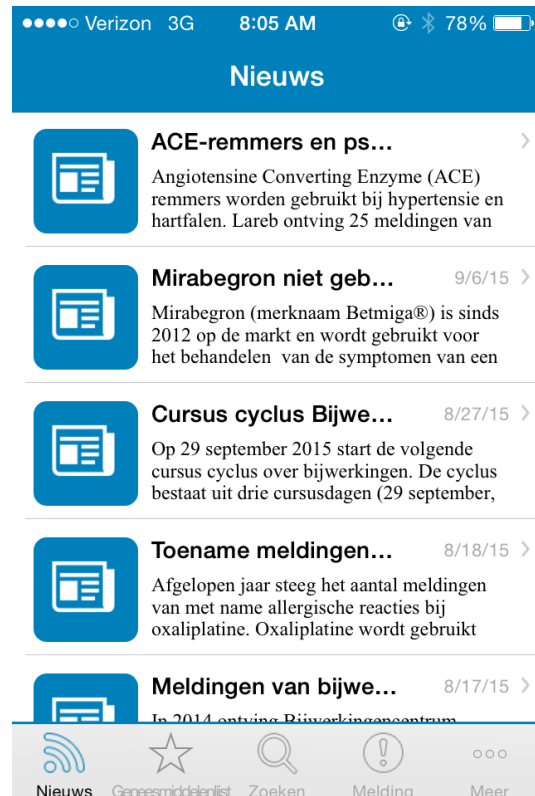 Verizon 3G 8:05 AM 78%
Nieuws
ACE-remmers en ps...
Angiotensine Converting Enzyme (ACE)
remmers worden gebruikt bij hypertensie en
hartfalen. Lareb ontving 25 meldingen van
Mirabegron niet geb... 9/6/15
Mirabegron (merknaam Betmiga®) is sinds
2012 op de markt en wordt gebruikt voor
het behandelen van de symptomen van een
Cursus cyclus Bijwe... 8/27/15
Op 29 september 2015 start de volgende
cursus cyclus over bijwerkingen. De cyclus
bestaat uit drie cursusdagen (29 september,
Toename meldingen... 8/18/15
Afgelopen jaar steeg het aantal meldingen
van met name allergische reacties bij
oxaliplatine. Oxaliplatine wordt gebruikt
Meldingen van bijwe... 8/17/15
In 2014 ontving Bijwerkingencentrum
Nieuws Geneesmiddelenlijst Zoeken Melding Meer